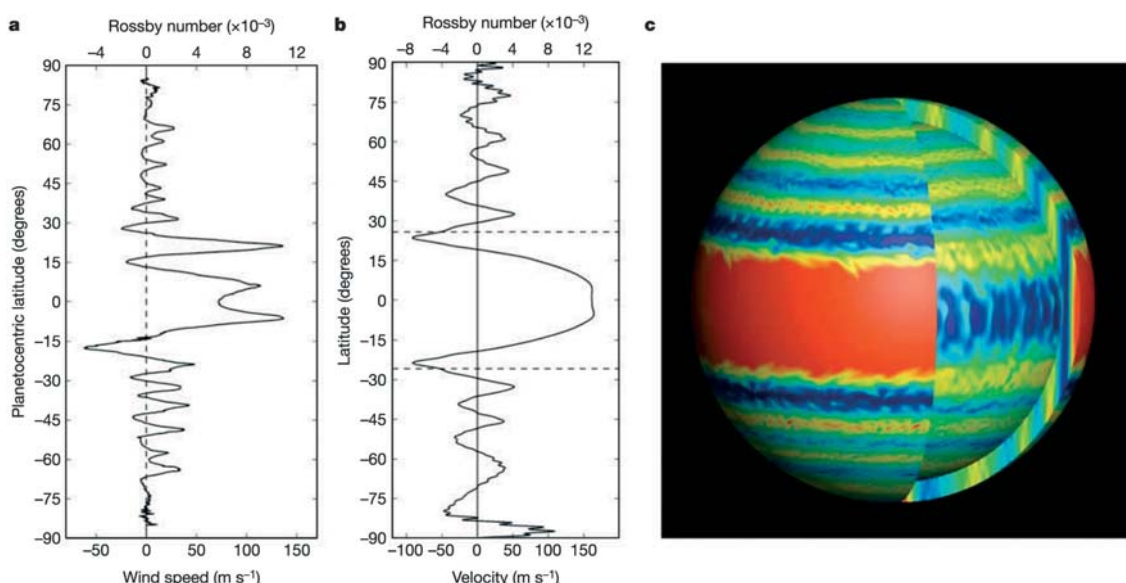 a
Rossby number (×10⁻³)
−4 0 4 8 12
90
75
60
45
30
15
0
−15
−30
−45
−60
−75
−90
Planetocentric latitude (degrees)
−50 0 50 100 150
Wind speed (m s⁻¹)
b
Rossby number (×10⁻³)
−8 −4 0 4 8 13
90
75
60
45
30
15
0
−15
−30
−45
−60
−75
−90
Latitude (degrees)
−100 −50 0 50 100 150
Velocity (m s⁻¹)
c